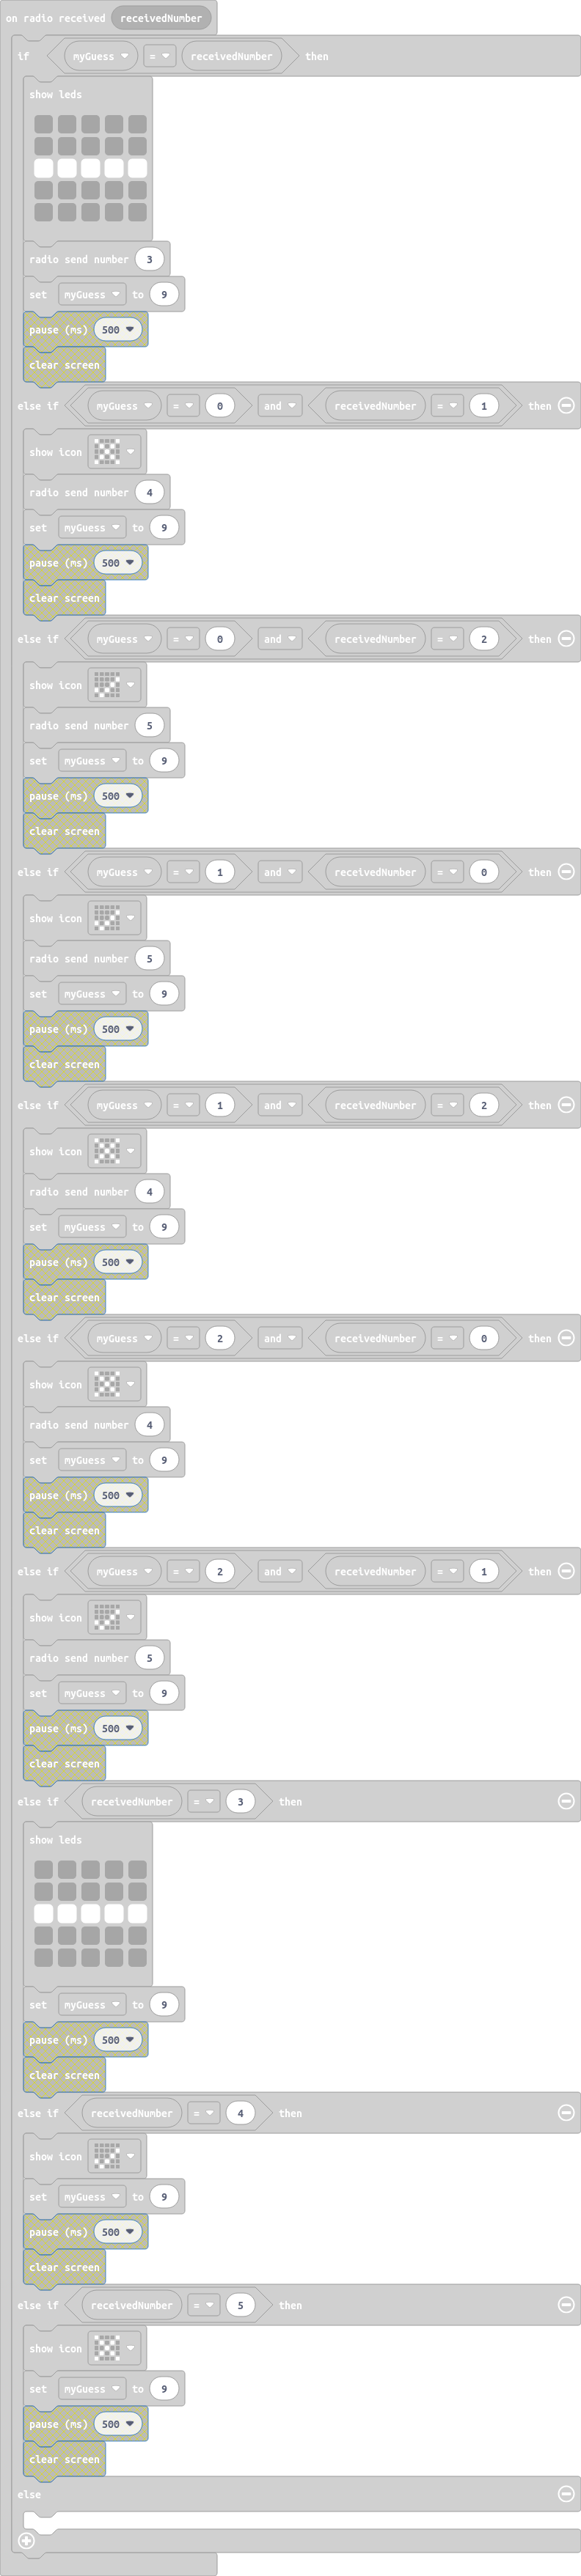 on radio received receivedNumber
if myGuess = receivedNumber then
show leds
radio send number 3
set myGuess to 9
pause (ms) 500
clear screen
else if myGuess = 0 and receivedNumber = 1 then
show icon
radio send number 4
set myGuess to 9
pause (ms) 500
clear screen
else if myGuess = 0 and receivedNumber = 2 then
show icon
radio send number 5
set myGuess to 9
pause (ms) 500
clear screen
else if myGuess = 1 and receivedNumber = 0 then
show icon
radio send number 5
set myGuess to 9
pause (ms) 500
clear screen
else if myGuess = 1 and receivedNumber = 2 then
show icon
radio send number 4
set myGuess to 9
pause (ms) 500
clear screen
else if myGuess = 2 and receivedNumber = 0 then
show icon
radio send number 4
set myGuess to 9
pause (ms) 500
clear screen
else if myGuess = 2 and receivedNumber = 1 then
show icon
radio send number 5
set myGuess to 9
pause (ms) 500
clear screen
else if receivedNumber = 3 then
show leds
set myGuess to 9
pause (ms) 500
clear screen
else if receivedNumber = 4 then
show icon
set myGuess to 9
pause (ms) 500
clear screen
else if receivedNumber = 5 then
show icon
set myGuess to 9
pause (ms) 500
clear screen
else